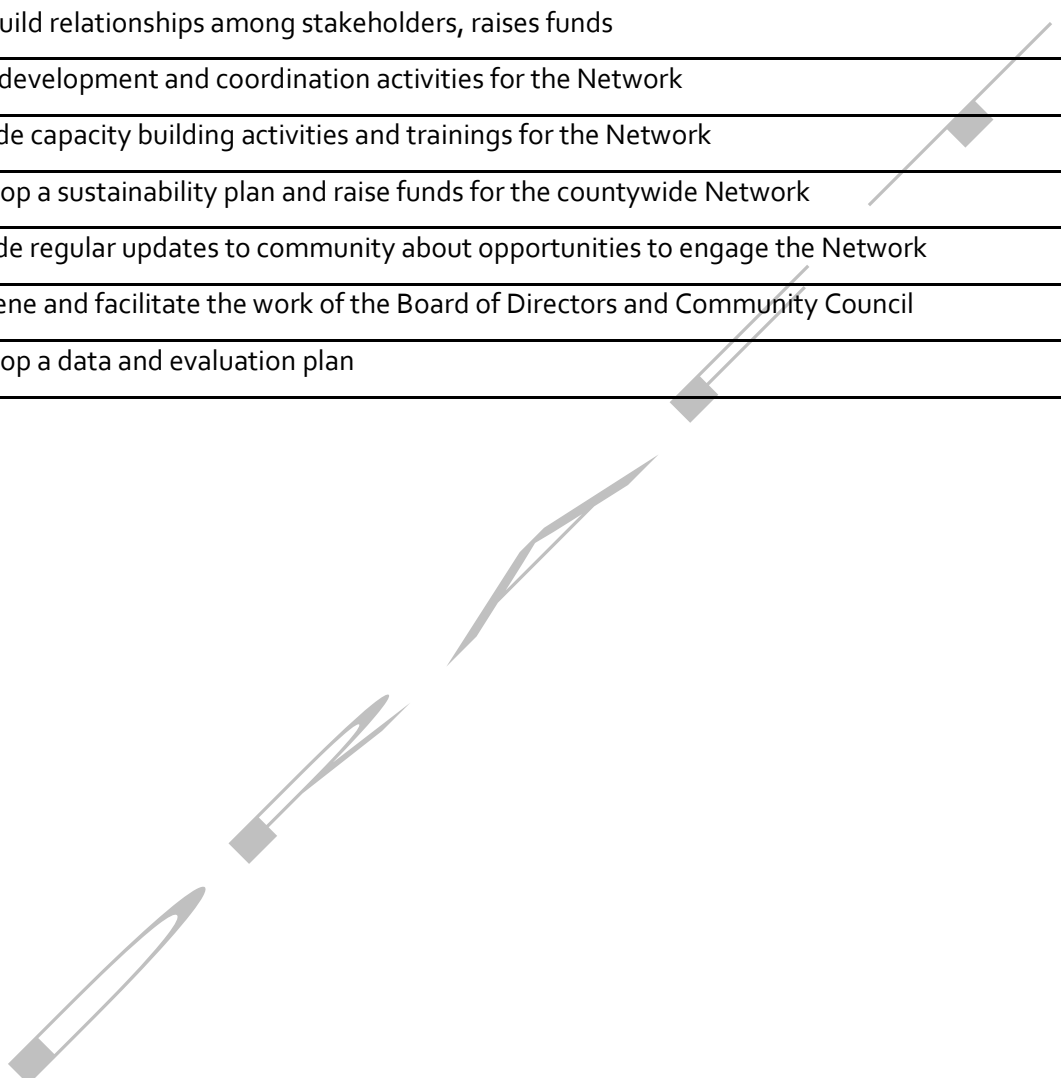 uild relationships among stakeholders, raises funds
development and coordination activities for the Network
de capacity building activities and trainings for the Network
op a sustainability plan and raise funds for the countywide Network
de regular updates to community about opportunities to engage the Network
ene and facilitate the work of the Board of Directors and Community Council
op a data and evaluation plan